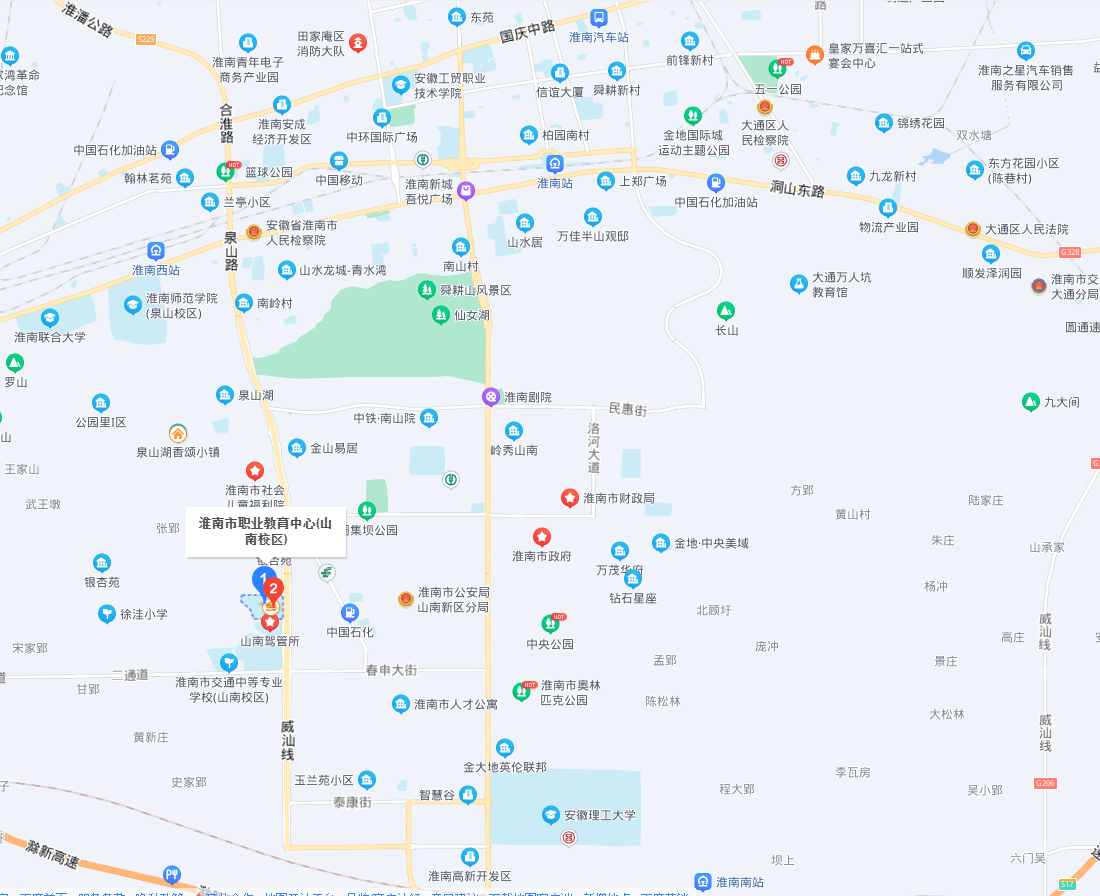 淮潘公路
S225
东苑
国庆中路
淮南汽车站
田家庵区
消防大队
淮南青年电子
商务产业园
安徽工贸职业
技术学院
信谊大厦
舜耕新村
前锋新村
HOT
五一公园
皇家万喜汇一站式
宴会中心
淮南之星汽车销售
服务有限公司
合淮路
淮南安成
经济开发区
中环国际广场
柏园南村
金地国际城
运动主题公园
大通区人
民检察院
锦绣花园
双水塘
中国石化加油站
翰林茗苑
HOT
篮球公园
中国移动
淮南新城
吾悦广场
淮南站
上郑广场
中国石化加油站
洞山东路
九龙新村
东方花园小区
(陈巷村)
兰亭小区
泉山路
安徽省淮南市
人民检察院
山水居
万佳半山观邸
物流产业园
大通区人民法院
G328
顺发泽润园
淮南西站
山水龙城-青水湾
南山村
大通万人坑
教育馆
淮南市交
大通分局
淮南师范学院
(泉山校区)
南岭村
舜耕山风景区
仙女湖
长山
圆通速
淮南联合大学
罗山
公园里I区
泉山湖
淮南剧院
民惠街
九大间
中铁·南山院
洛河大道
山
泉山湖香颂小镇
金山易居
岭秀山南
王家山
武王墩
淮南市社会
儿童福利院
淮南市财政局
方郢
黄山村
陆家庄
张郢
淮南市职业教育中心(山
南校区)
集坝公园
淮南市政府
金地·中央美域
朱庄
山承家
银杏苑
银杏苑
万茂华府
钻石星座
杨冲
1
2
徐洼小学
山南驾管所
中国石化
淮南市公安局
山南新区分局
北顾圩
HOT
中央公园
庞冲
高庄
威汕线
宋家郢
二通道
甘郢
淮南市交通中等专业
学校(山南校区)
春申大街
孟郢
景庄
淮南市人才公寓
HOT
淮南市奥林
匹克公园
陈松林
大松林
黄新庄
威汕线
威汕线
金大地英伦联邦
史家郢
玉兰苑小区
泰康街
智慧谷
安徽理工大学
程大郢
李瓦房
吴小郢
G206
滁新高速
淮南高新开发区
坝上
六门吴
淮南南站
S17